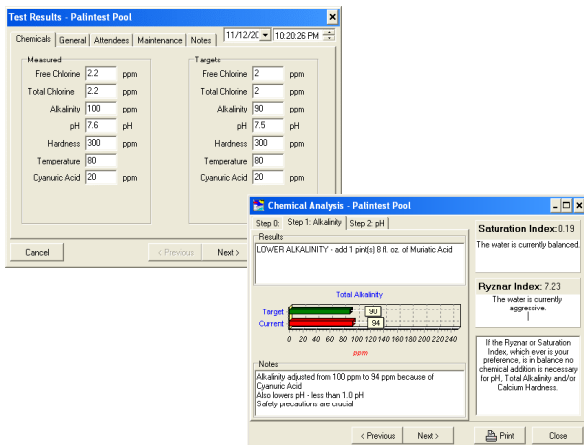 Test Results - Palintest Pool
Chemicals General Attendees Maintenance Notes 11/12/20 10:20:26 PM
Measured
Free Chlorine 2.2 ppm
Total Chlorine 2.2 ppm
Alkalinity 100 ppm
pH 7.6 pH
Hardness 300 ppm
Temperature 80
Cyanuric Acid 20 ppm
Targets
Free Chlorine 2 ppm
Total Chlorine 2 ppm
Alkalinity 90 ppm
pH 7.5 pH
Hardness 300 ppm
Temperature 80
Cyanuric Acid 20 ppm
Cancel < Previous Next >
Chemical Analysis - Palintest Pool
Step 0: Step 1: Alkalinity Step 2: pH
Results
LOWER ALKALINITY - add 1 pint(s) 8 fl. oz. of Muriatic Acid
Total Alkalinity
Target 90
Current 94
0 20 40 60 80 100 120 140 160 180 200 220 240
ppm
Notes
Alkalinity adjusted from 100 ppm to 94 ppm because of
Cyanuric Acid
Also lowers pH - less than 1.0 pH
Safety precautions are crucial
Saturation Index: 0.19
The water is currently balanced.
Ryznar Index: 7.23
The water is currently
aggressive.
If the Ryznar or Saturation
Index, which ever is your
preference, is in balance no
chemical addition is necessary
for pH, Total Alkalinity and/or
Calcium Hardness.
< Previous Next > Print Close